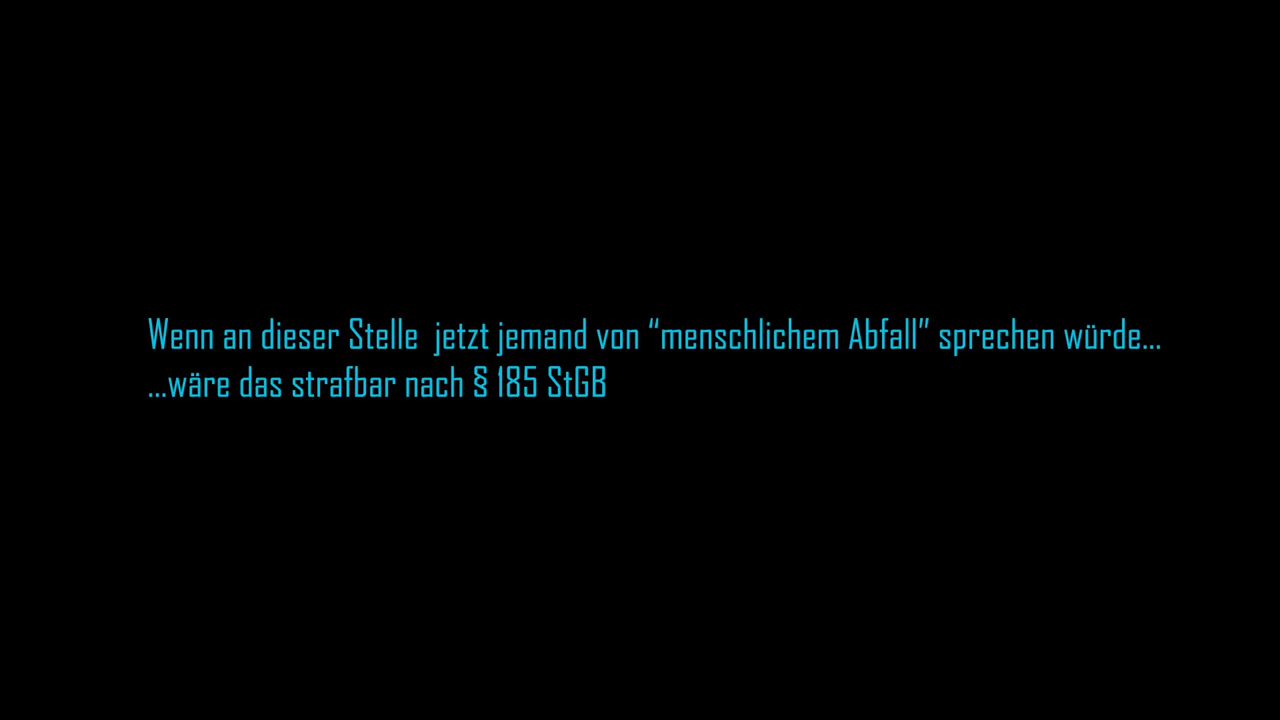 Wenn an dieser Stelle  jetzt jemand von “menschlichem Abfall” sprechen würde...
...wäre das strafbar nach § 185 StGB